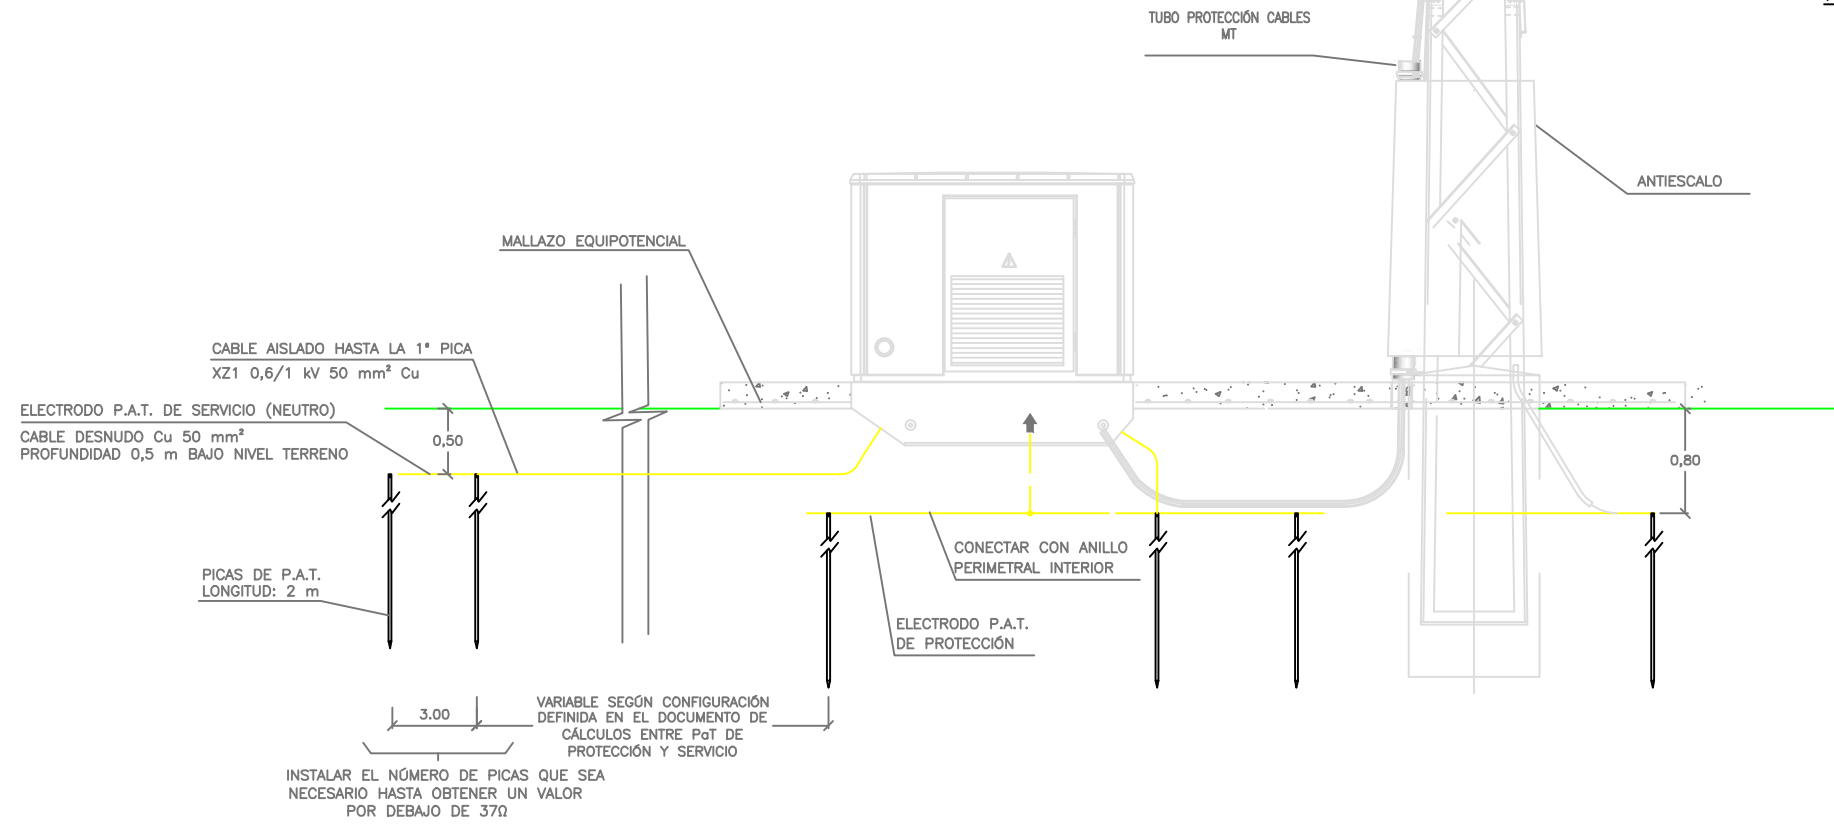 TUBO PROTECCIÓN CABLES
MT
ANTIESCALO
MALLAZO EQUIPOTENCIAL
CABLE AISLADO HASTA LA 1ª PICA
XZ1 0,6/1 kV 50 mm² Cu
ELECTRODO P.A.T. DE SERVICIO (NEUTRO)
CABLE DESNUDO Cu 50 mm²
PROFUNDIDAD 0,5 m BAJO NIVEL TERRENO
0,50
0,80
CONECTAR CON ANILLO
PERIMETRAL INTERIOR
PICAS DE P.A.T.
LONGITUD: 2 m
ELECTRODO P.A.T.
DE PROTECCIÓN
3.00
VARIABLE SEGÚN CONFIGURACIÓN
DEFINIDA EN EL DOCUMENTO DE
CÁLCULOS ENTRE PaT DE
PROTECCIÓN Y SERVICIO
INSTALAR EL NÚMERO DE PICAS QUE SEA
NECESARIO HASTA OBTENER UN VALOR
POR DEBAJO DE 37Ω